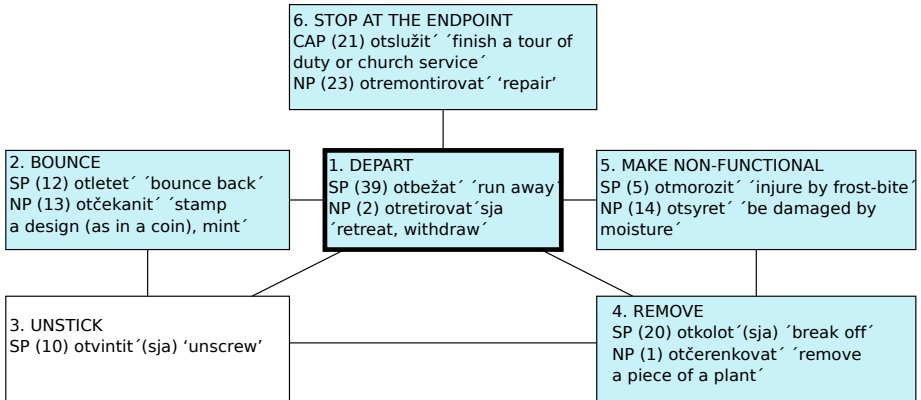 6. STOP AT THE ENDPOINT
CAP (21) otslužit´ ´finish a tour of
duty or church service´
NP (23) otremontirovat´ ‘repair’
2. BOUNCE
SP (12) otletet´ ´bounce back´
NP (13) otčekanit´ ´stamp
a design (as in a coin), mint´
1. DEPART
SP (39) otbežat´ ´run away´
NP (2) otretirovat´sja
´retreat, withdraw´
5. MAKE NON-FUNCTIONAL
SP (5) otmorozit´ ´injure by frost-bite´
NP (14) otsyret´ ´be damaged by
moisture´
3. UNSTICK
SP (10) otvintit´(sja) ‘unscrew’
4. REMOVE
SP (20) otkolot´(sja) ´break off´
NP (1) otčerenkovat´ ´remove
a piece of a plant´